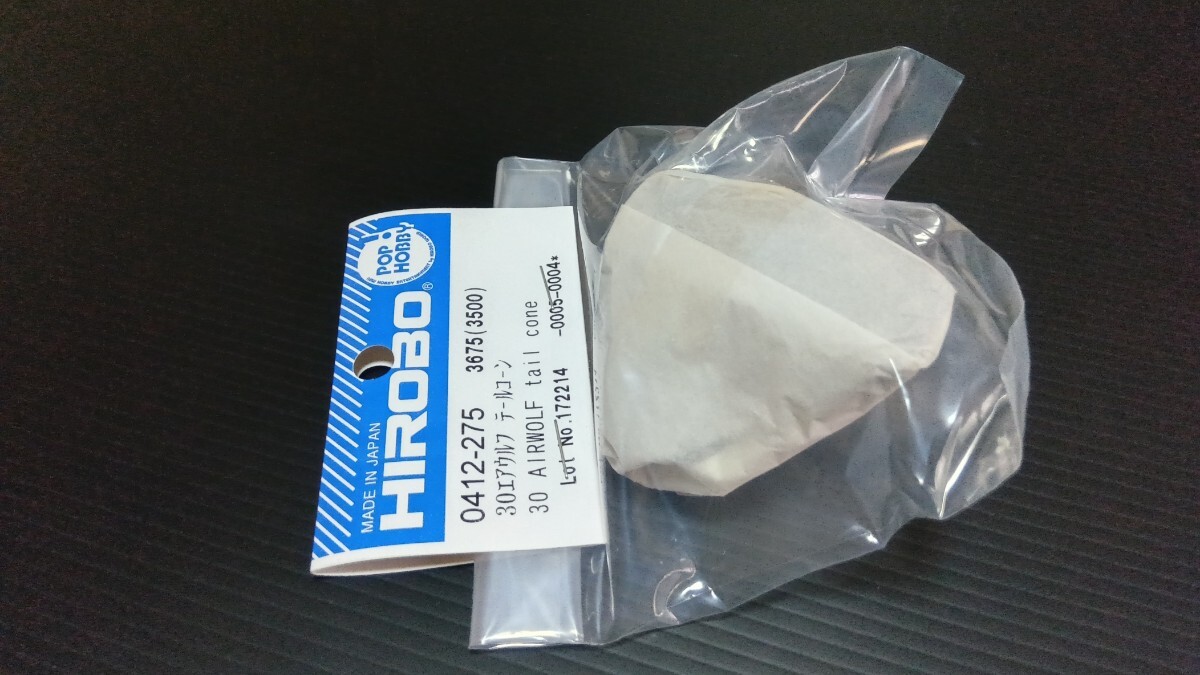 POP HOBBY
MADE IN JAPAN
HIROBO®
0412-275 3675(3500)
30エアウルフ テールコーン
30 AIRWOLF tail cone
Lot No.172214 -0005-0004*